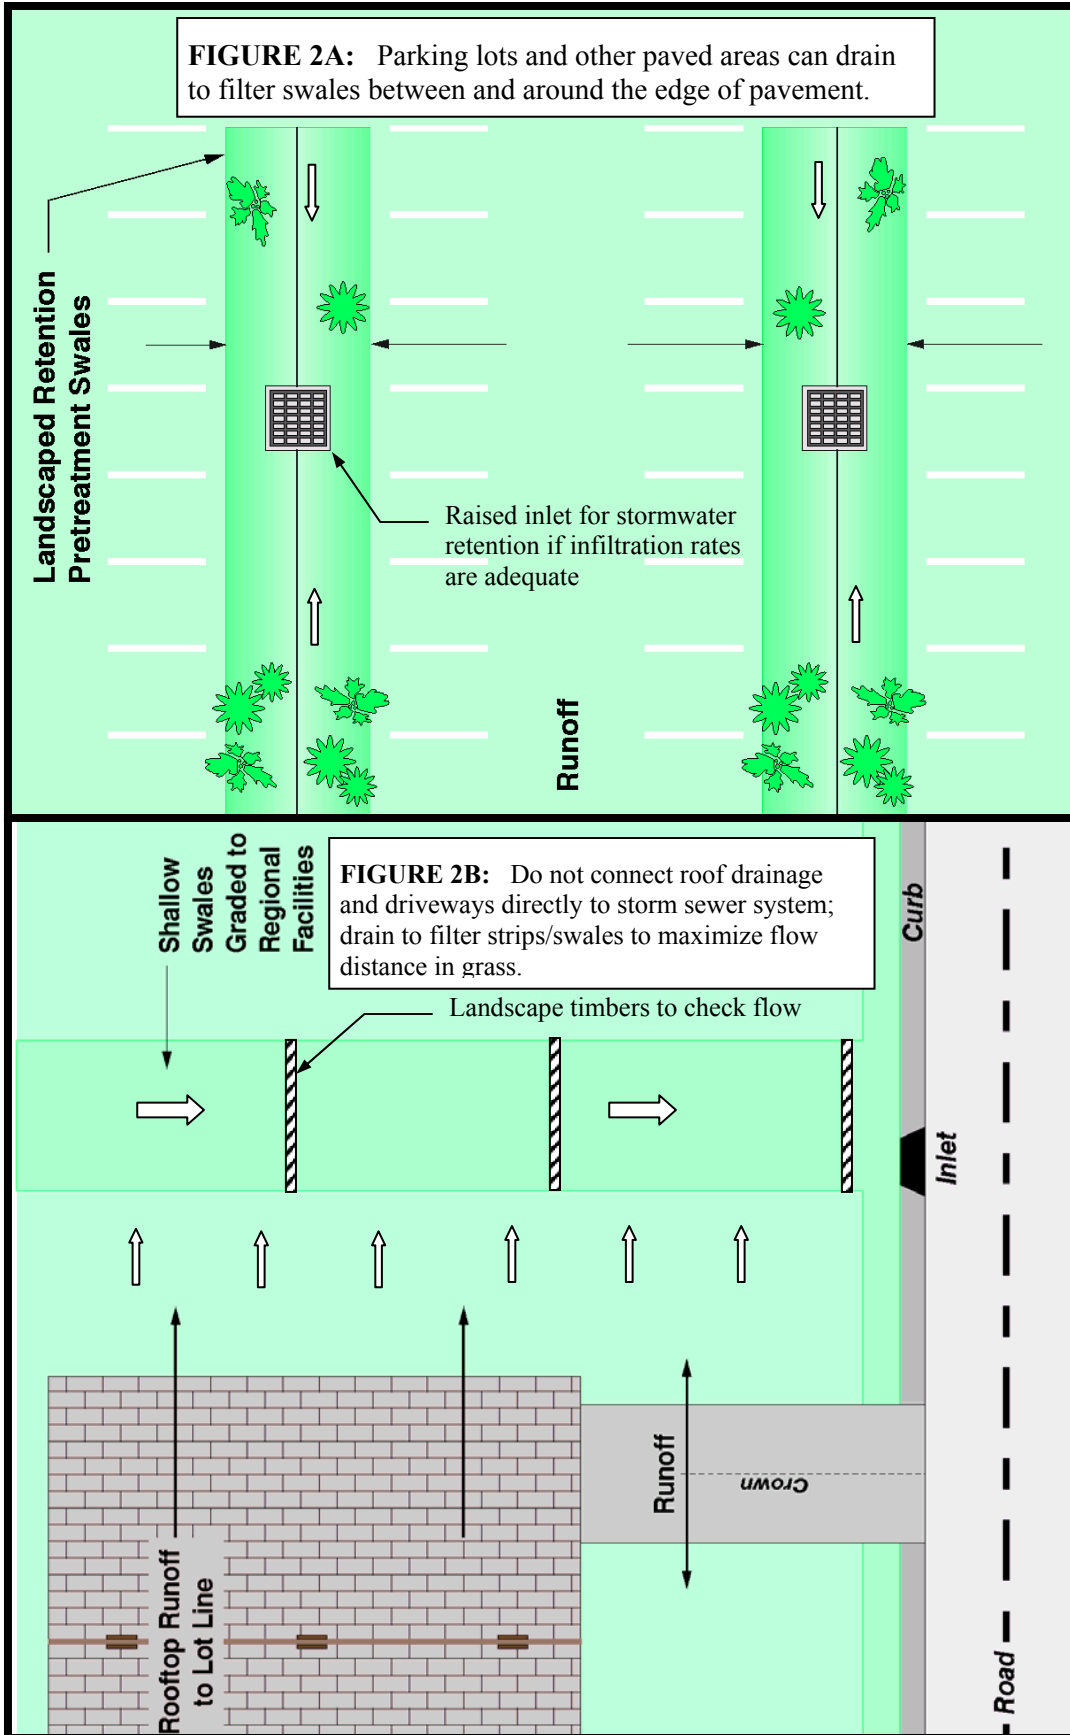 FIGURE 2A: Parking lots and other paved areas can drain
to filter swales between and around the edge of pavement.
Landscaped Retention
Pretreatment Swales
Raised inlet for stormwater
retention if infiltration rates
are adequate
Runoff
Shallow
Swales
Graded to
Regional
Facilities
FIGURE 2B: Do not connect roof drainage
and driveways directly to storm sewer system;
drain to filter strips/swales to maximize flow
distance in grass.
Landscape timbers to check flow
Curb
Inlet
Runoff
Crown
Rooftop Runoff
to Lot Line
Road